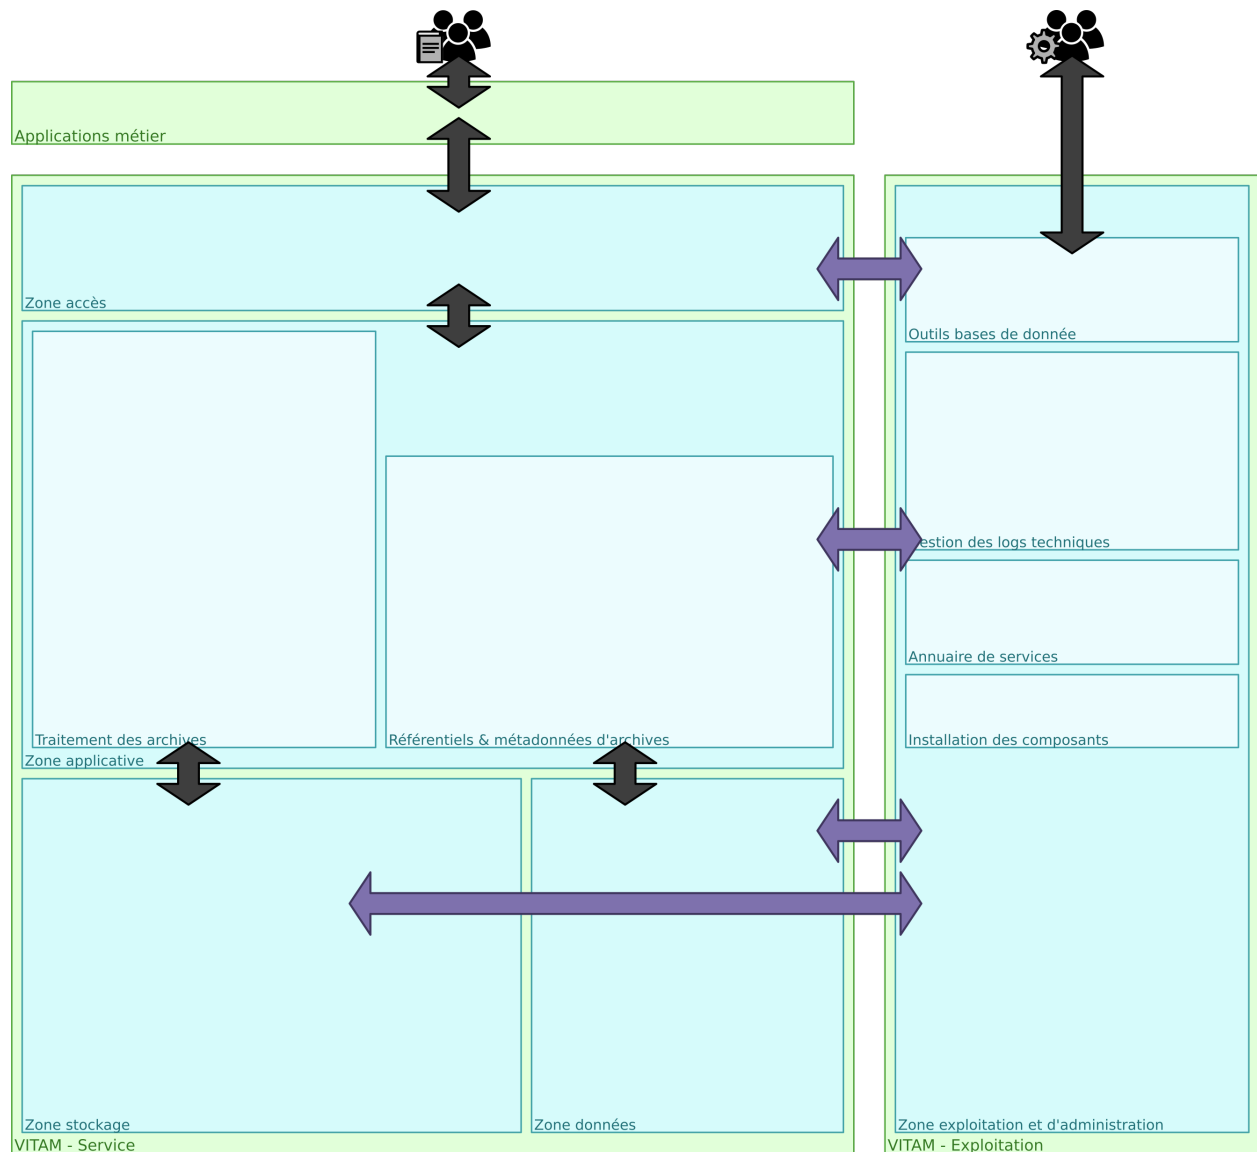 Applications métier
Zone accès
Outils bases de donnée
estion des logs techniques
Annuaire de services
Traitement des archives
Référentiels & métadonnées d'archives
Installation des composants
Zone applicative
Zone stockage
Zone données
Zone exploitation et d'administration
VITAM - Service
VITAM - Exploitation